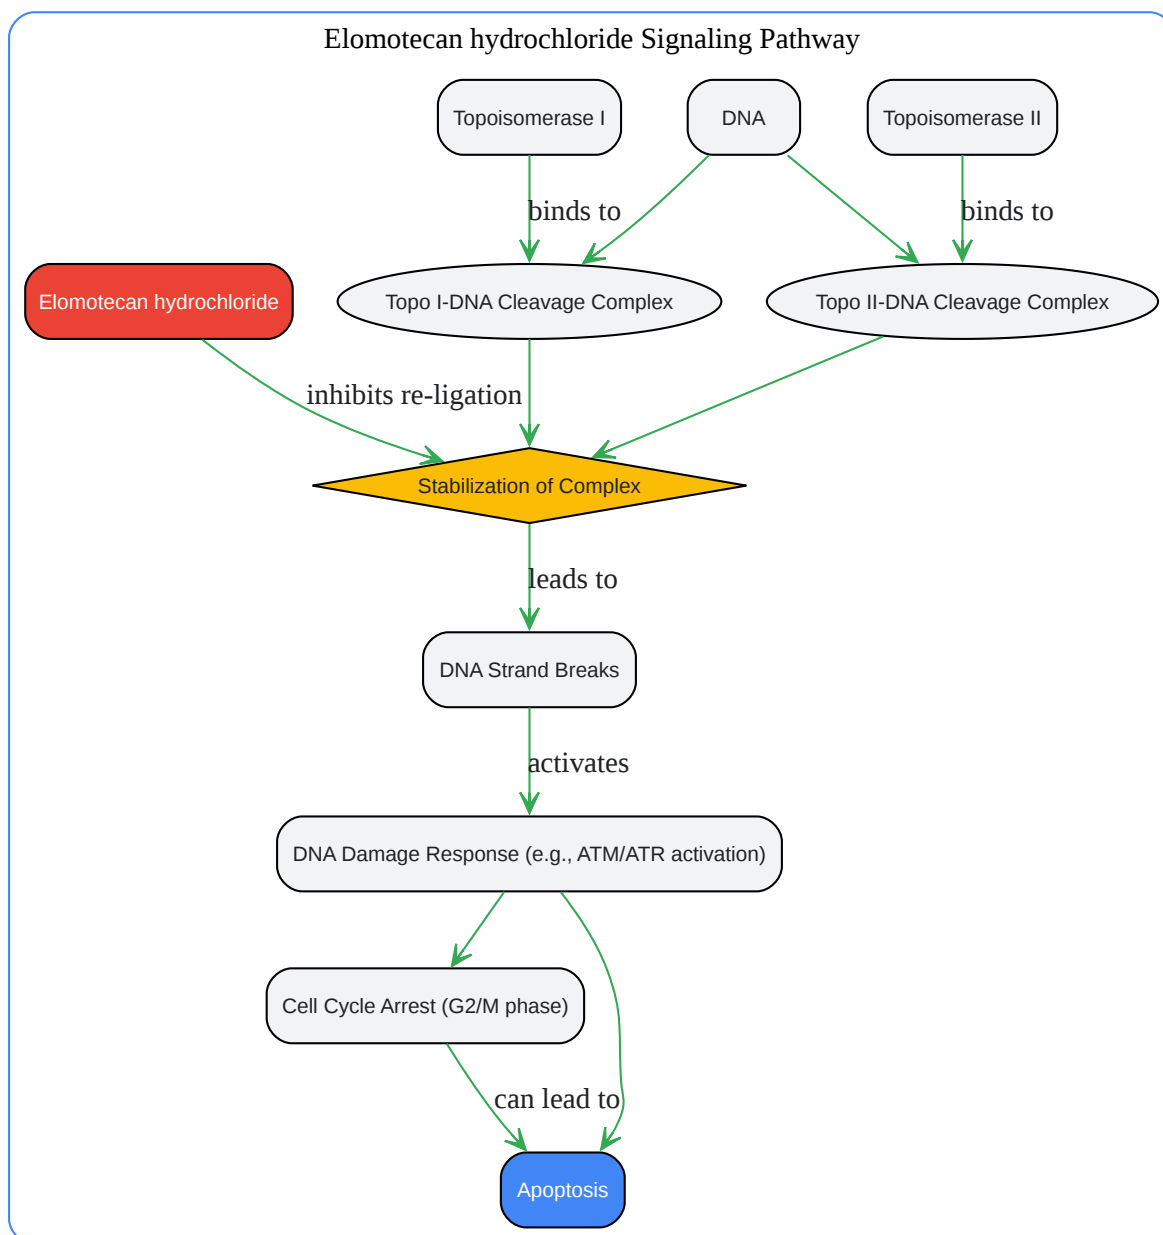 Elomotecan hydrochloride Signaling Pathway
Topoisomerase I
DNA
Topoisomerase II
binds to
binds to
Elomotecan hydrochloride
Topo I-DNA Cleavage Complex
Topo II-DNA Cleavage Complex
inhibits re-ligation
Stabilization of Complex
leads to
DNA Strand Breaks
activates
DNA Damage Response (e.g., ATM/ATR activation)
Cell Cycle Arrest (G2/M phase)
can lead to
Apoptosis